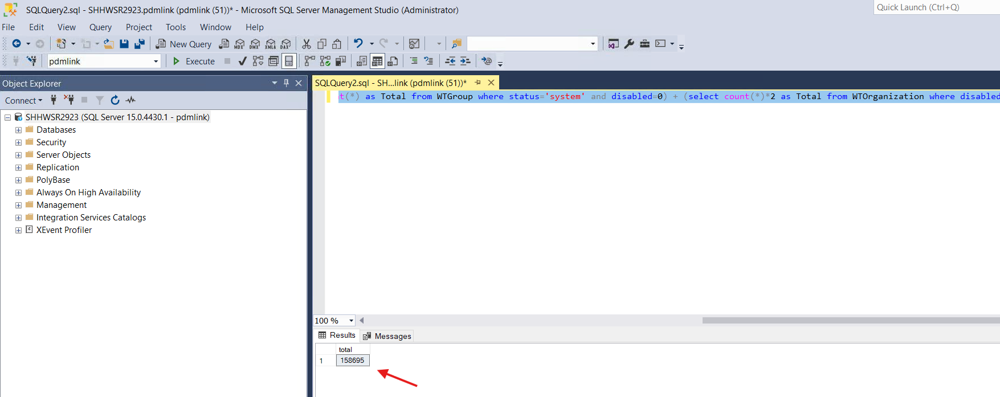 SQLQuery2.sql - SHHWSR2923.pdmlink (pdmlink (51))* - Microsoft SQL Server Management Studio (Administrator)
Quick Launch (Ctrl+Q)
File Edit View Query Project Tools Window Help
New Query MDX DMX XMLA DAX
pdmlink Execute
Object Explorer
SQLQuery2.sql - SH...link (pdmlink (51))*
Connect
t(*) as Total from WTGroup where status='system' and disabled=0) + (select count(*)*2 as Total from WTOrganization where disabled
SHHWSR2923 (SQL Server 15.0.4430.1 - pdmlink)
Databases
Security
Server Objects
Replication
PolyBase
Always On High Availability
Management
Integration Services Catalogs
XEvent Profiler
100 %
Results Messages
total
1 158695